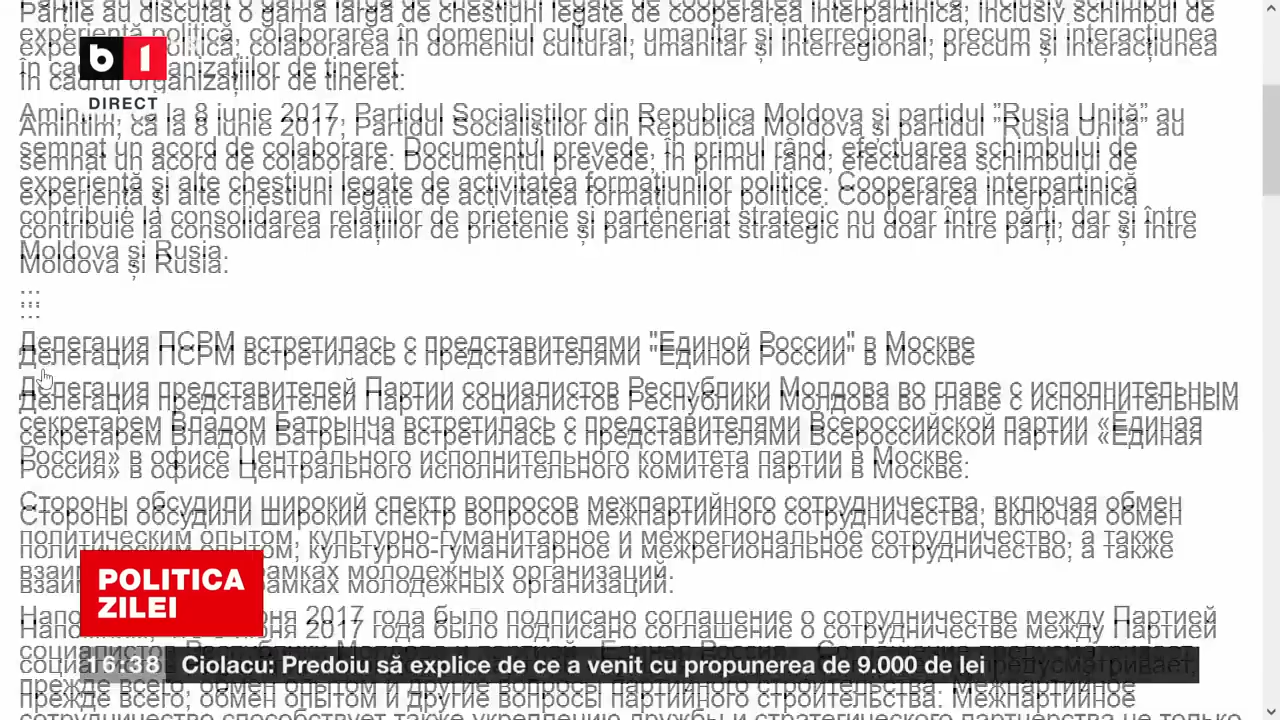 Părțile au discutat o gamă largă de chestiuni legate de cooperarea interpartinică, inclusiv schimbul de
experiență politică, colaborarea în domeniul cultural, umanitar și interregional, precum și interacțiunea
în cadrul organizațiilor de tineret.
b1
DIRECT
Amintim, că la 8 iunie 2017, Partidul Socialiștilor din Republica Moldova și partidul "Rusia Unită" au
semnat un acord de colaborare. Documentul prevede, în primul rând, efectuarea schimbului de
experiență și alte chestiuni legate de activitatea formațiunilor politice. Cooperarea interpartinică
contribuie la consolidarea relațiilor de prietenie și parteneriat strategic nu doar între părți, dar și între
Moldova și Rusia.
:::
Делегация ПСРМ встретилась с представителями "Единой России" в Москве
Делегация представителей Партии социалистов Республики Молдова во главе с исполнительным
секретарем Владом Батрынча встретилась с представителями Всероссийской партии «Единая
Россия» в офисе Центрального исполнительного комитета партии в Москве.
Стороны обсудили широкий спектр вопросов межпартийного сотрудничества, включая обмен
политическим опытом, культурно-гуманитарное и межрегиональное сотрудничество, а также
рамках молодежных организаций.
POLITICA
ZILEI
2017 года было подписано соглашение о сотрудничестве между Партией
16:38 Ciolacu: Predoiu să explice de ce a venit cu propunerea de 9.000 de lei
прежде всего, обмен опытом и другие вопросы партийного строительства. Межпартийное
сотрудничество способствует также укреплению дружбы и стратегического партнерства не только